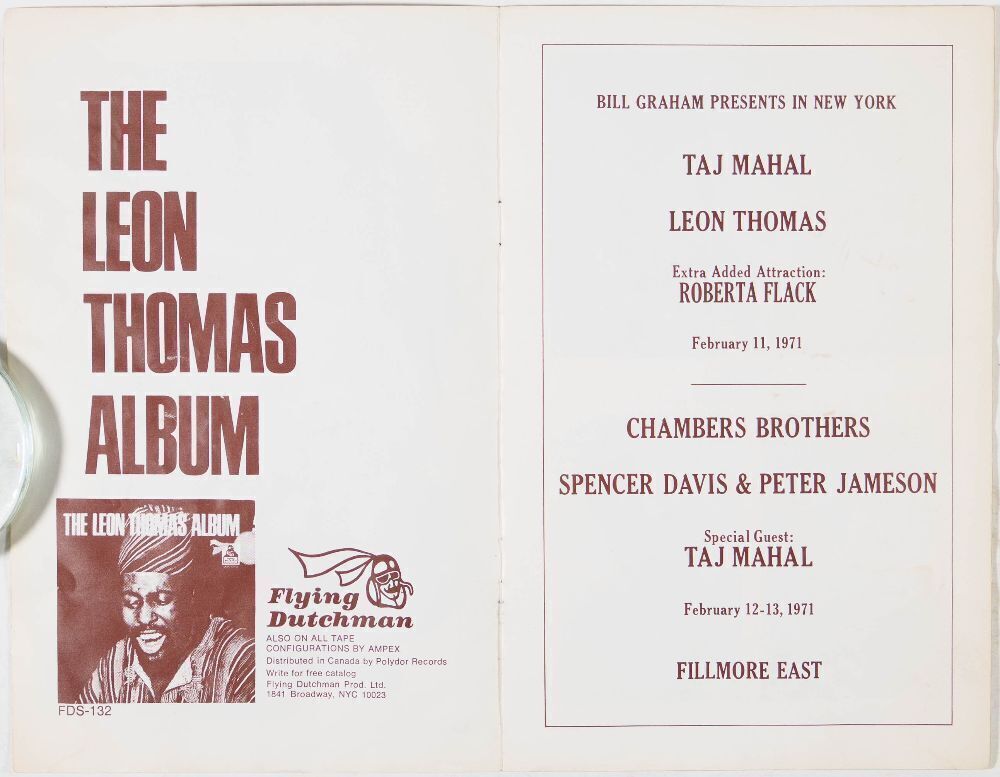 THE
LEON
THOMAS
ALBUM
THE LEON THOMAS ALBUM
Flying
Dutchman
ALSO ON ALL TAPE
CONFIGURATIONS BY AMPEX
Distributed in Canada by Polydor Records
Write for free catalog
Flying Dutchman Prod. Ltd.
1841 Broadway, NYC 10023
FDS-132
BILL GRAHAM PRESENTS IN NEW YORK
TAJ MAHAL
LEON THOMAS
Extra Added Attraction:
ROBERTA FLACK
February 11, 1971
CHAMBERS BROTHERS
SPENCER DAVIS & PETER JAMESON
Special Guest:
TAJ MAHAL
February 12-13, 1971
FILLMORE EAST